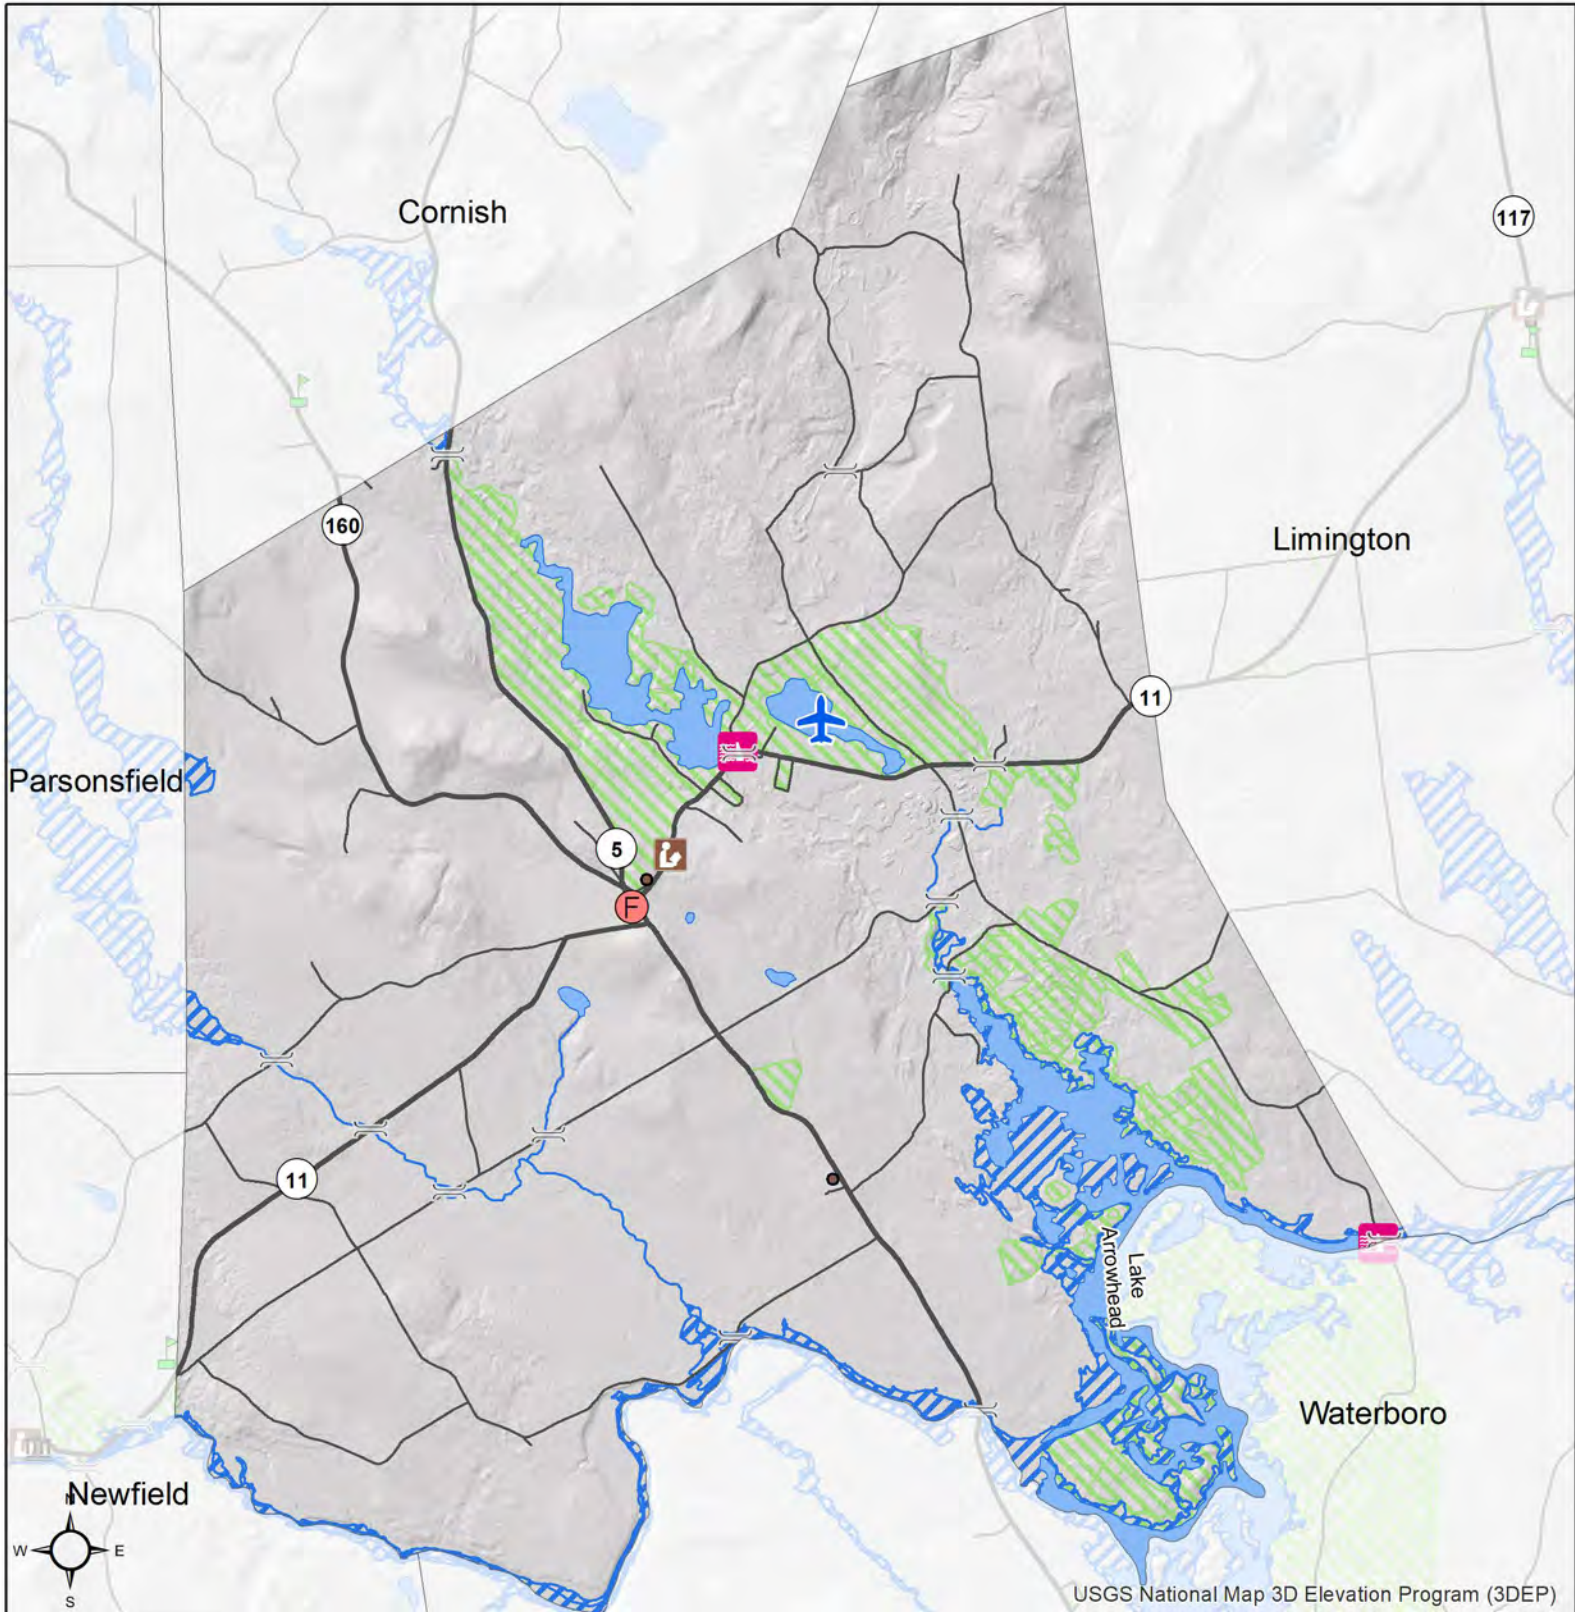 Cornish
117
160
Limington
11
Parsonsfield
5
F
11
Lake
Arrowhead
Waterboro
Newfield
N
W E
S
USGS National Map 3D Elevation Program (3DEP)